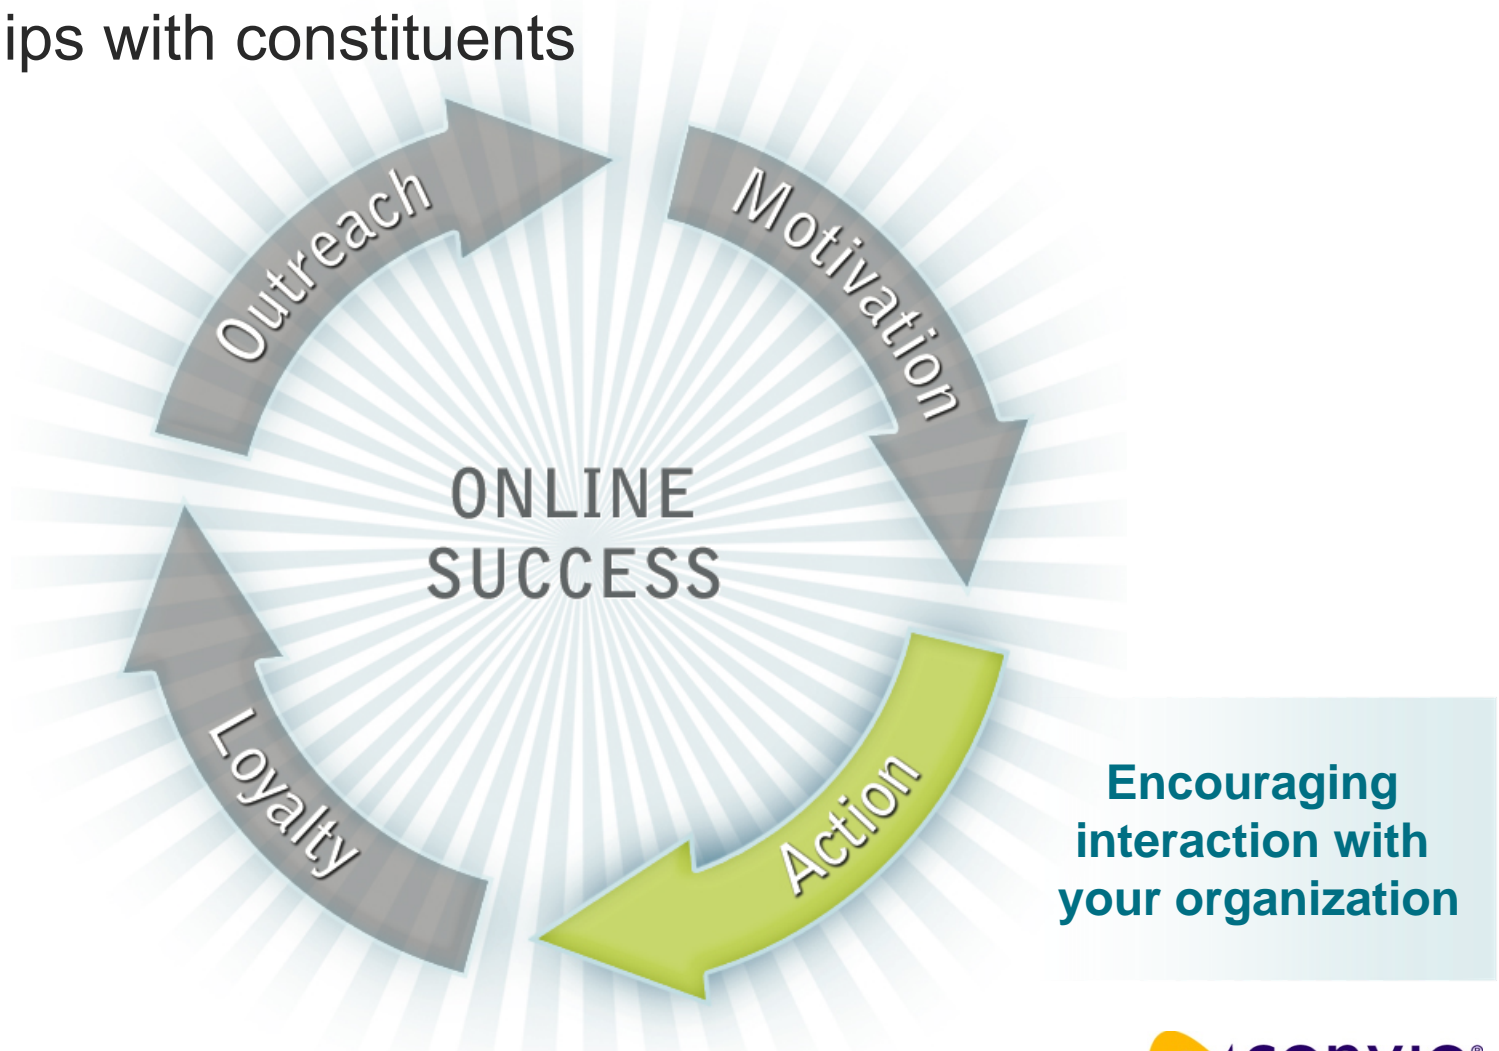 ips with constituents
Outreach
Motivation
ONLINE
SUCCESS
Action
Loyalty
Encouraging
interaction with
your organization